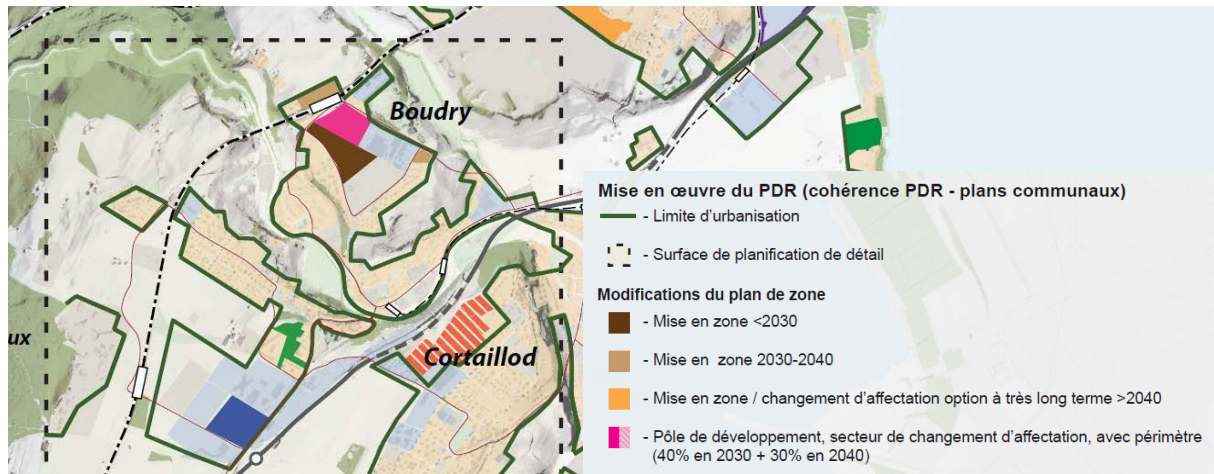 Boudry
Cortaillod
ux
Mise en œuvre du PDR (cohérence PDR - plans communaux)
- Limite d'urbanisation
- Surface de planification de détail
Modifications du plan de zone
- Mise en zone <2030
- Mise en zone 2030-2040
- Mise en zone / changement d'affectation option à très long terme >2040
- Pôle de développement, secteur de changement d'affectation, avec périmètre
(40% en 2030 + 30% en 2040)